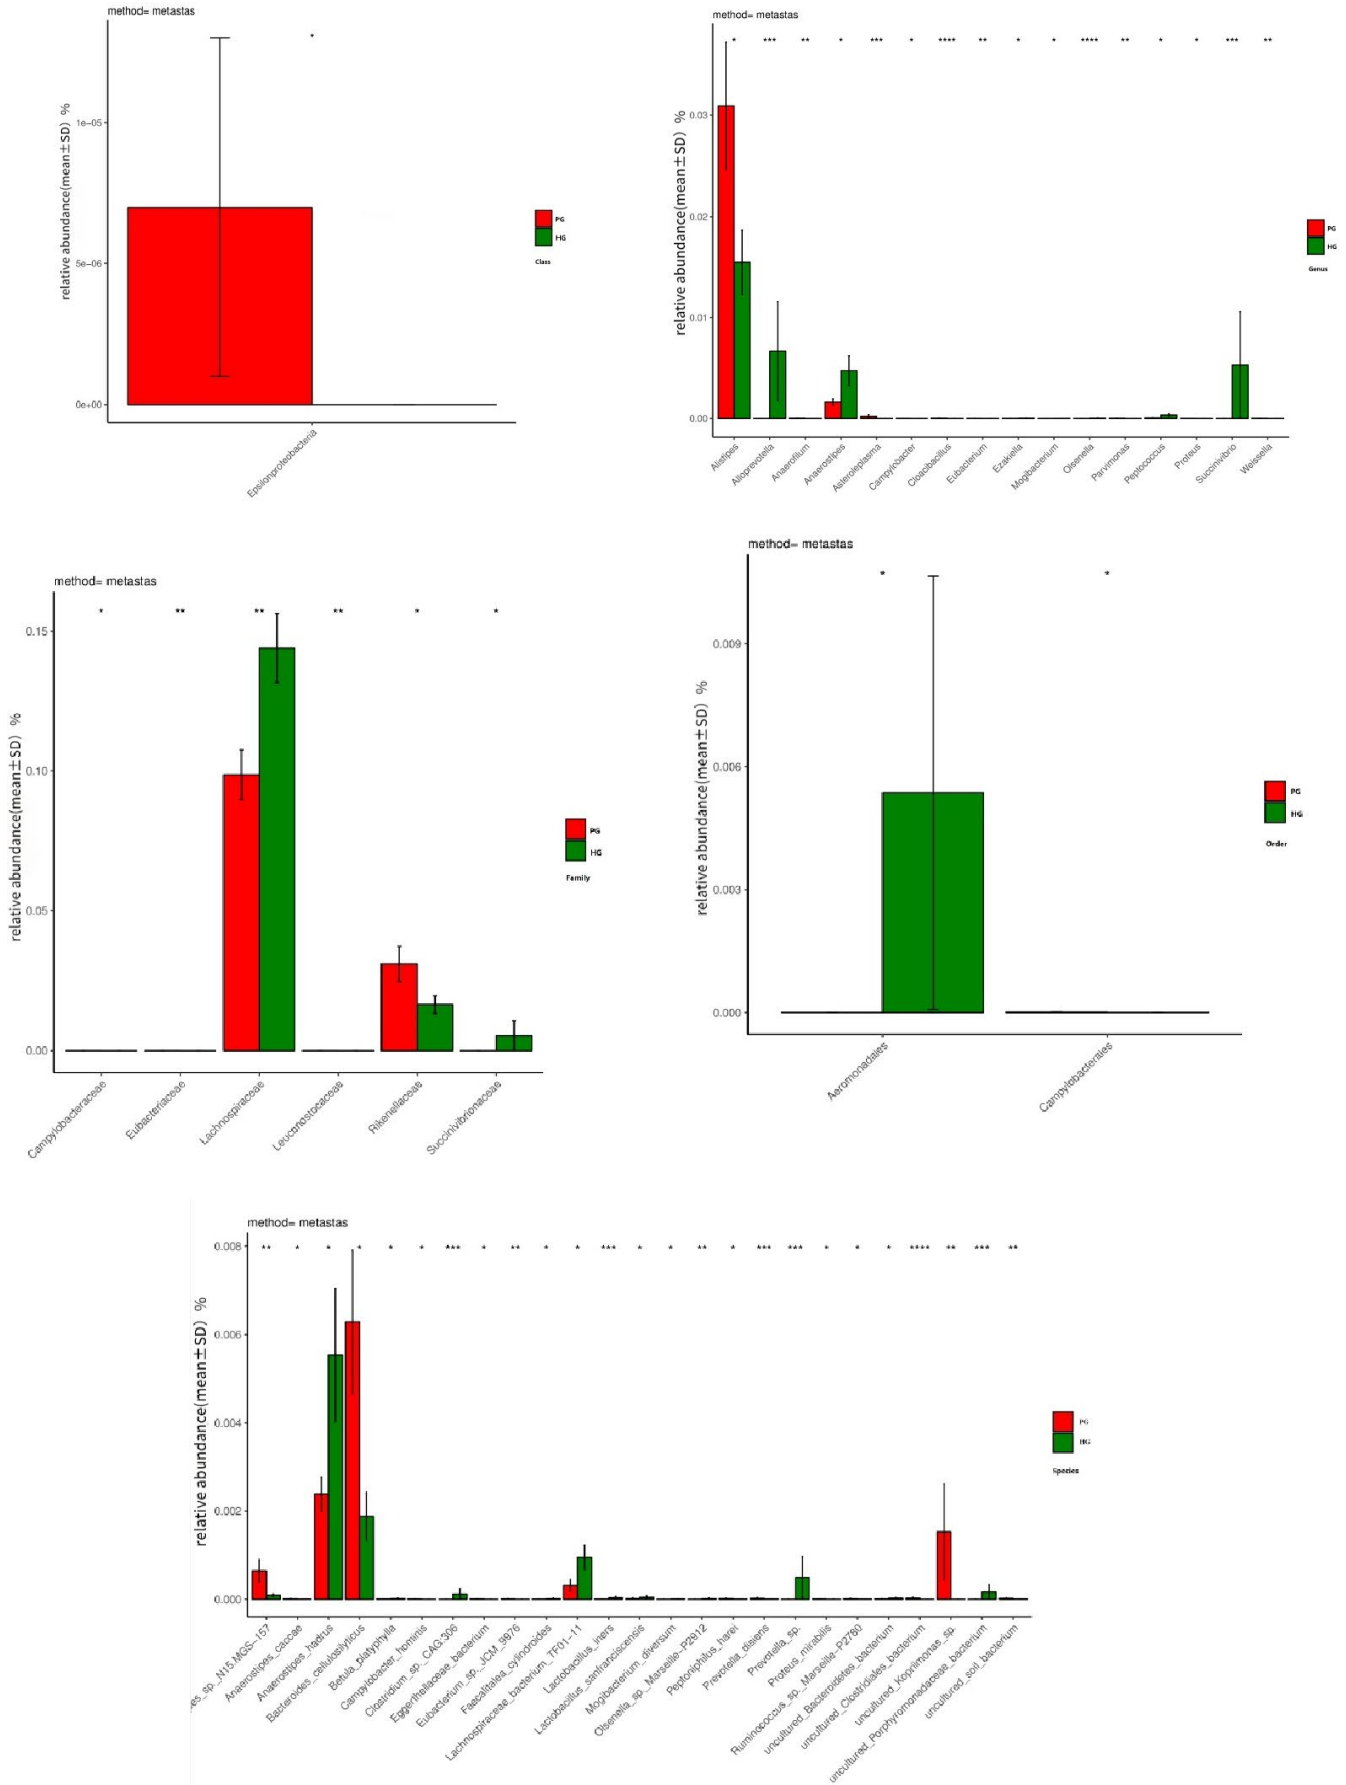 method= metastas
*
relative abundance(mean±SD) %
1e−05
5e−06
0e+00
Epsilonproteobacteria
PG
HG
Class
method= metastas
* *** ** * *** * **** ** * * **** ** * * *** **
relative abundance(mean±SD) %
0.03
0.02
0.01
0.00
Alistipes
Alloprevotella
Anaerofilum
Anaerostipes
Asteroleplasma
Campylobacter
Cloacibacillus
Eubacterium
Ezakiella
Mogibacterium
Olsenella
Parvimonas
Peptococcus
Proteus
Succinivibrio
Weissella
PG
HG
Genus
method= metastas
* ** ** ** * *
relative abundance(mean±SD) %
0.15
0.10
0.05
0.00
Campylobacteraceae
Eubacteriaceae
Lachnospiraceae
Leuconostocaceae
Rikenellaceae
Succinivibrionaceae
PG
HG
Family
method= metastas
* *
relative abundance(mean±SD) %
0.009
0.006
0.003
0.000
Aeromonadales
Campylobacterales
PG
HG
Order
method= metastas
** * * * * * *** * ** * * *** * * ** * *** *** * * * **** ** *** **
relative abundance(mean±SD) %
0.008
0.006
0.004
0.002
0.000
es_sp._N15.MGS−157
Anaerostipes_caccae
Anaerostipes_hadrus
Bacteroides_cellulosilyticus
Betula_platyphylla
Campylobacter_hominis
Clostridium_sp._CAG:306
Eggerthellaceae_bacterium
Eubacterium_sp._JCM_9976
Faecalitalea_cylindroides
Lachnospiraceae_bacterium_TF01−11
Lactobacillus_iners
Lactobacillus_sanfranciscensis
Mogibacterium_diversum
Olsenella_sp._Marseille−P2912
Peptoniphilus_harei
Prevotella_disiens
Prevotella_sp.
Proteus_mirabilis
Ruminococcus_sp._Marseille−P2780
uncultured_Bacteroidetes_bacterium
uncultured_Clostridiales_bacterium
uncultured_Kopriimonas_sp.
uncultured_Porphyromonadaceae_bacterium
uncultured_soil_bacterium
PG
HG
Species